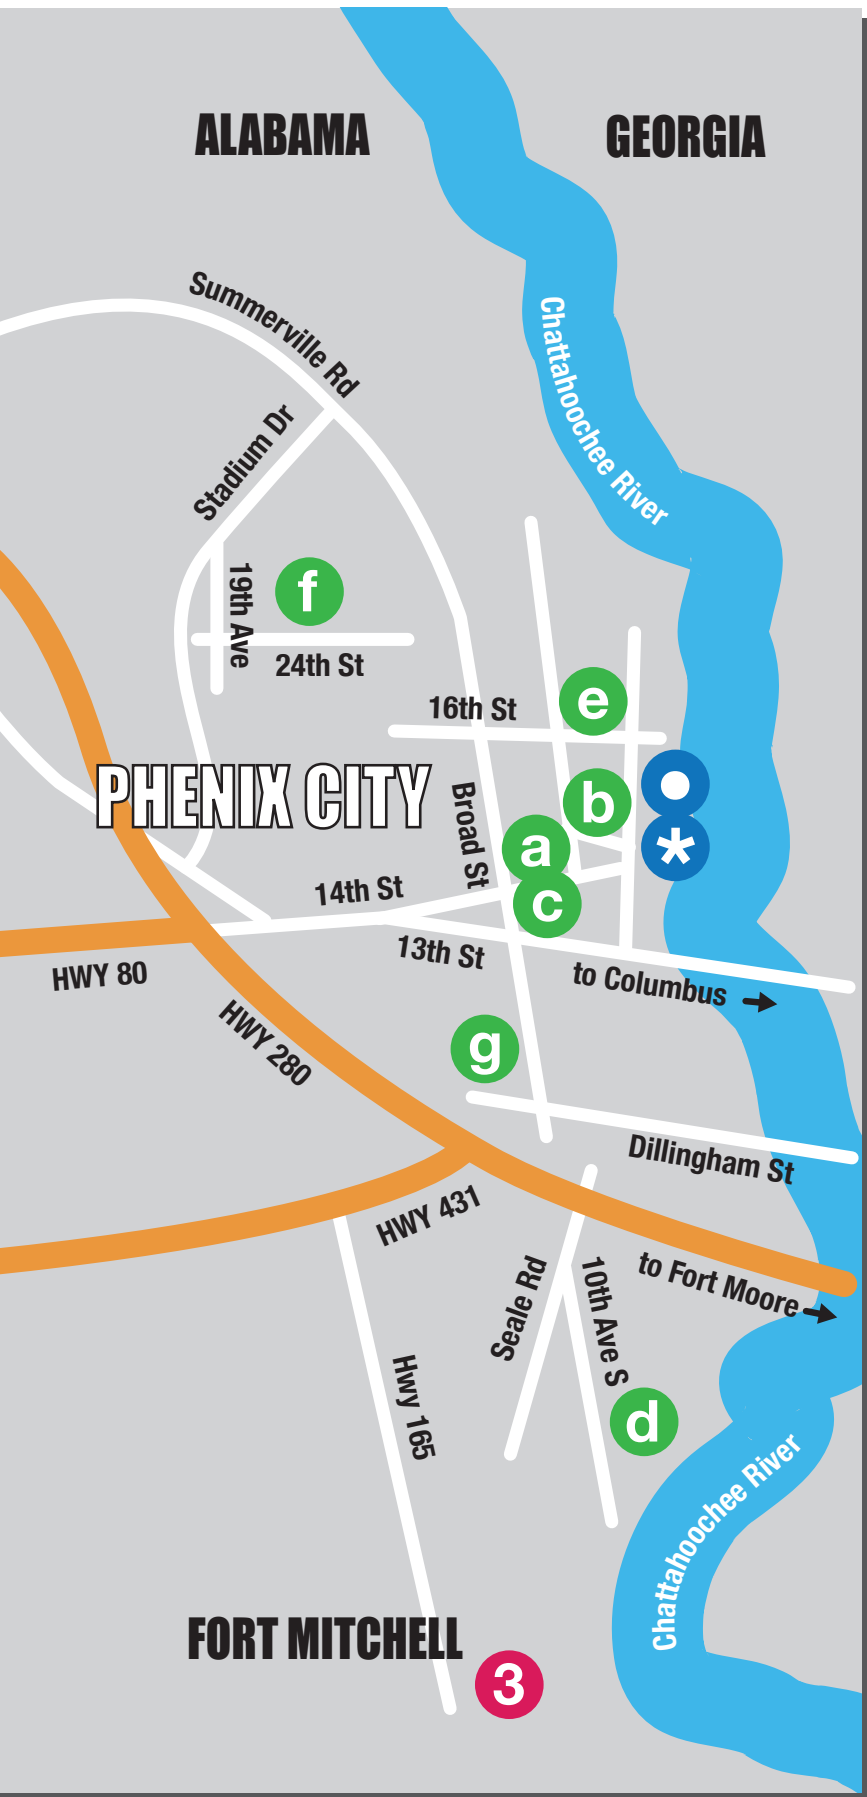 ALABAMA
GEORGIA
Summerville Rd
Chattahoochee River
Stadium Dr
19th Ave
f
24th St
16th St
e
PHENIX CITY
Broad St
b
a
*
14th St
c
13th St
HWY 80
to Columbus
HWY 280
g
Dillingham St
HWY 431
to Fort Moore
Seale Rd
10th Ave S
Hwy 165
d
Chattahoochee River
FORT MITCHELL
3